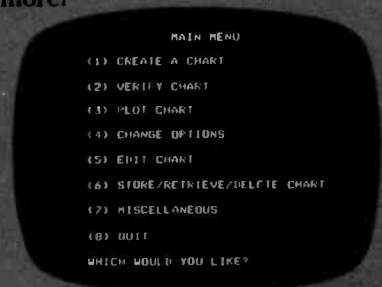 more.
MAIN MENU
(1) CREATE A CHART
(2) VERIFY CHART
(3) PLOT CHART
(4) CHANGE OPTIONS
(5) EDIT CHART
(6) STORE/RETRIEVE/DELETE CHART
(7) MISCELLANEOUS
(8) QUIT
WHICH WOULD YOU LIKE?